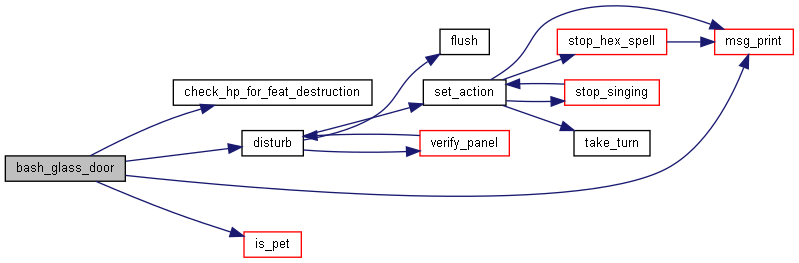 flush
stop_hex_spell
msg_print
check_hp_for_feat_destruction
set_action
stop_singing
disturb
verify_panel
take_turn
bash_glass_door
is_pet